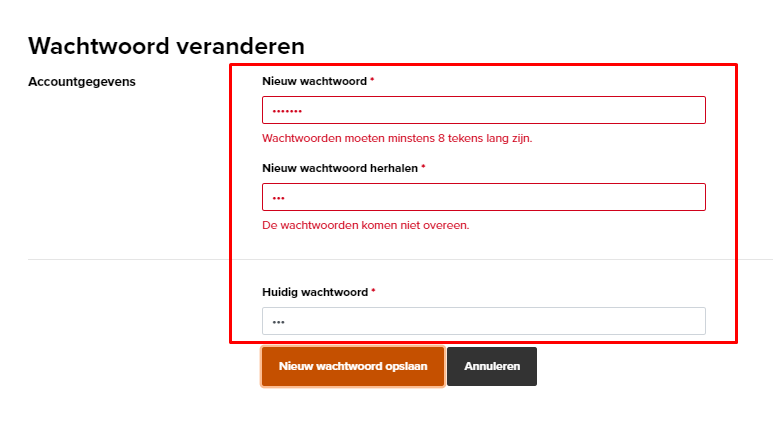 Wachtwoord veranderen
Accountgegevens
Nieuw wachtwoord *
•••••••
Wachtwoorden moeten minstens 8 tekens lang zijn.
Nieuw wachtwoord herhalen *
•••
De wachtwoorden komen niet overeen.
Huidig wachtwoord *
•••
Nieuw wachtwoord opslaan
Annuleren